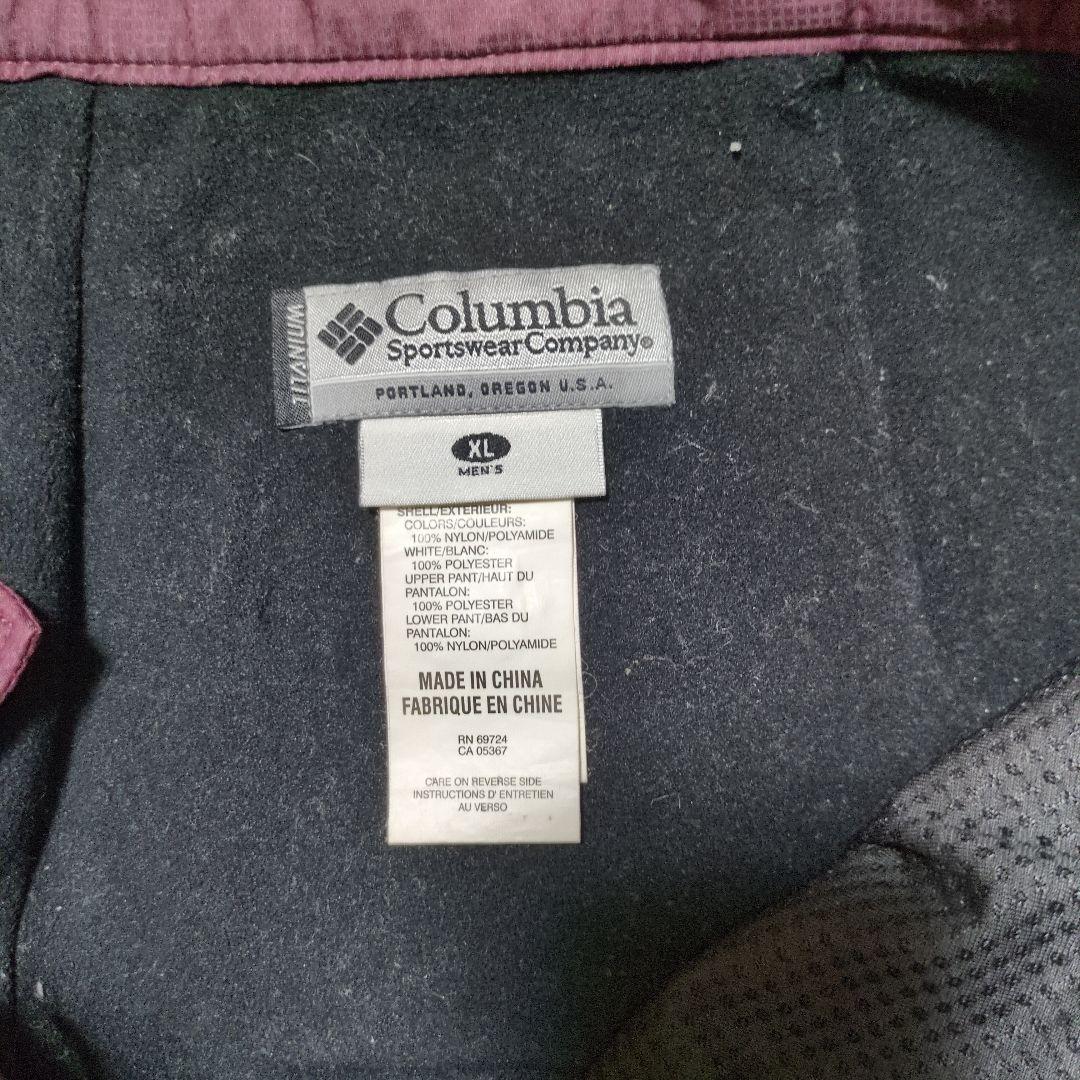 TITANIUM
Columbia
Sportswear Company®
PORTLAND, OREGON U.S.A.
XL
MEN'S
SHELL/EXTERIEUR:
COLORS/COULEURS:
100% NYLON/POLYAMIDE
WHITE/BLANC:
100% POLYESTER
UPPER PANT/HAUT DU
PANTALON:
100% POLYESTER
LOWER PANT/BAS DU
PANTALON:
100% NYLON/POLYAMIDE
MADE IN CHINA
FABRIQUE EN CHINE
RN 69724
CA 05367
CARE ON REVERSE SIDE
INSTRUCTIONS D' ENTRETIEN
AU VERSO